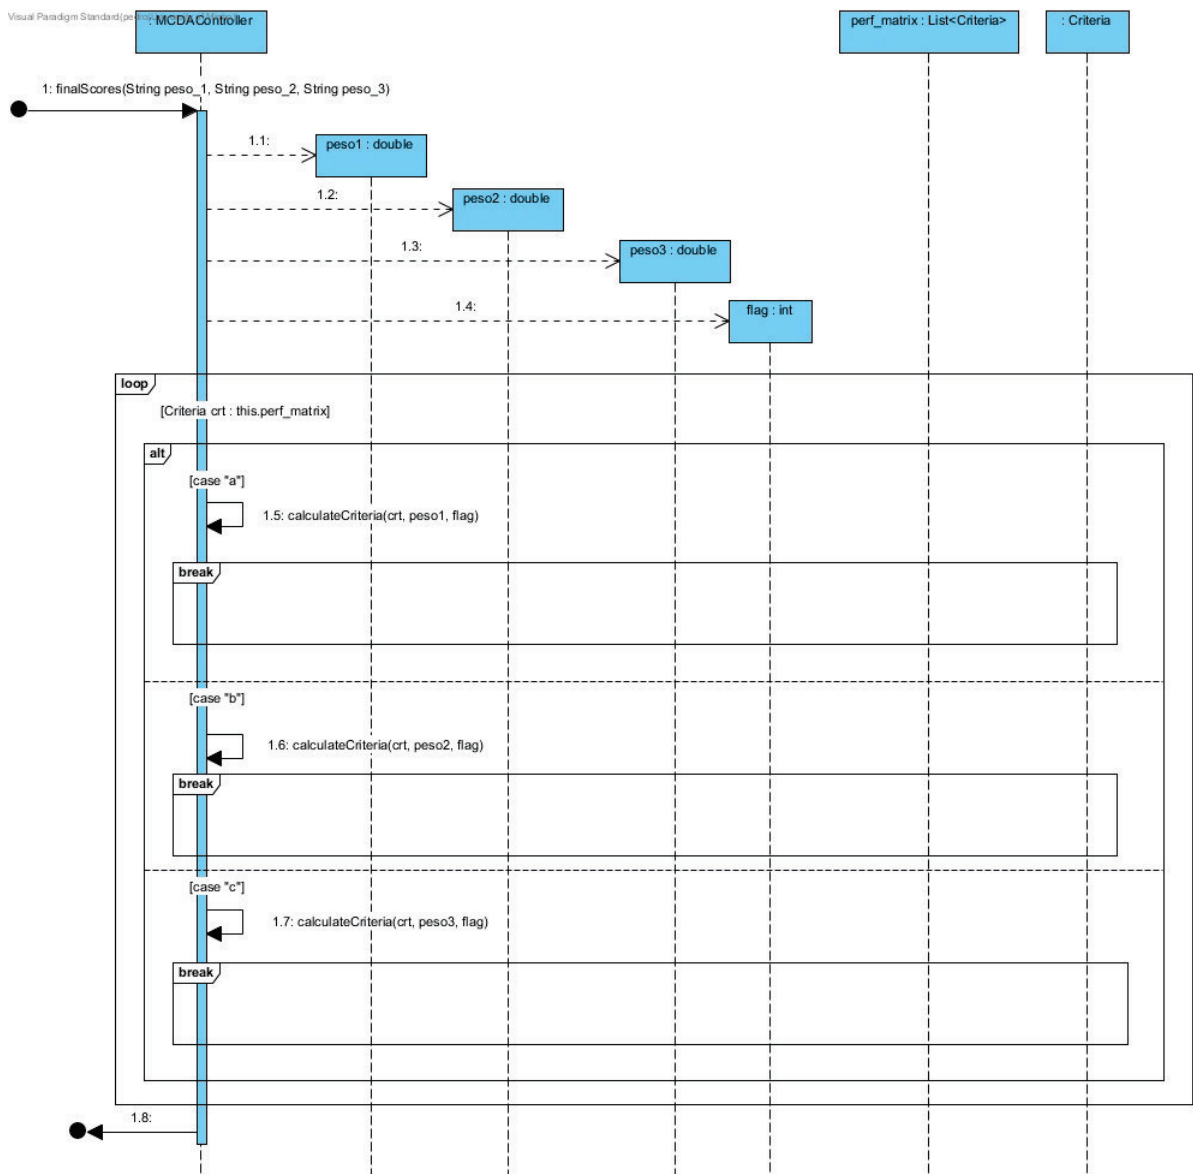 Visual Paradigm Standard(pe
: MCDAController
perf_matrix : List<Criteria>
: Criteria
1: finalScores(String peso_1, String peso_2, String peso_3)
1.1:
peso1 : double
1.2:
peso2 : double
1.3:
peso3 : double
1.4:
flag : int
loop
[Criteria crt : this.perf_matrix]
alt
[case "a"]
1.5: calculateCriteria(crt, peso1, flag)
break
[case "b"]
1.6: calculateCriteria(crt, peso2, flag)
break
[case "c"]
1.7: calculateCriteria(crt, peso3, flag)
break
1.8: